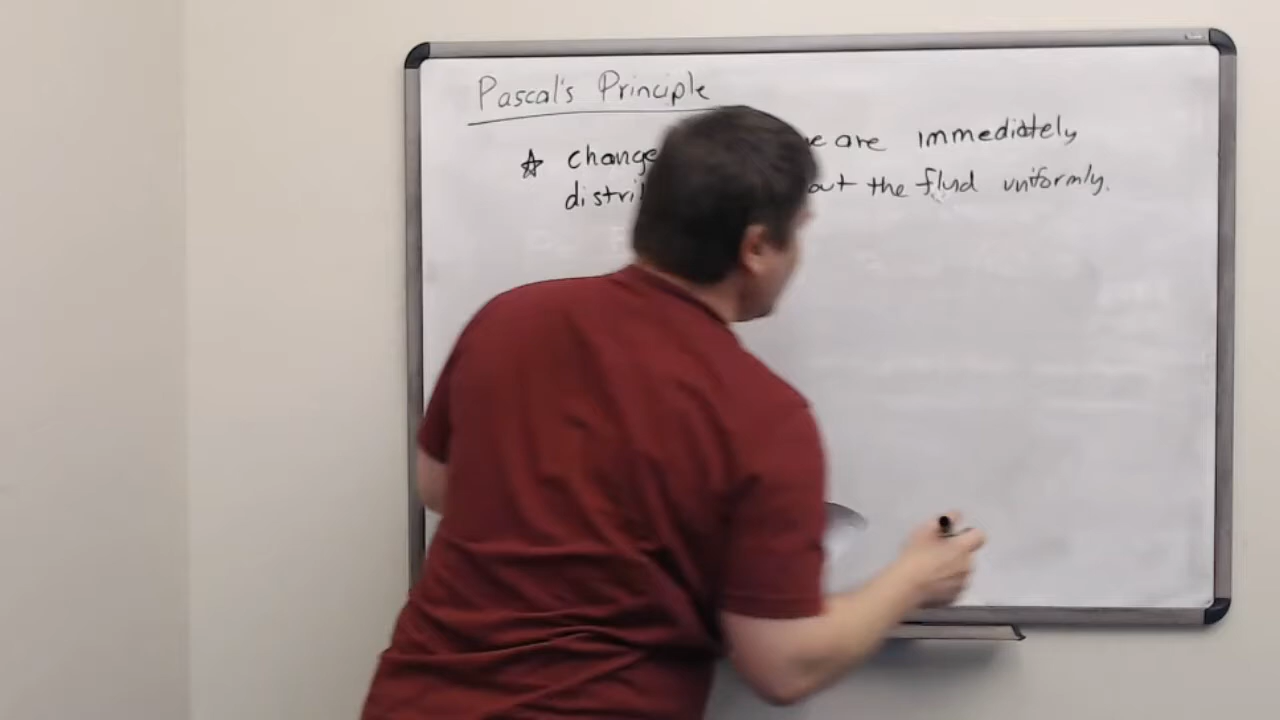 Pascal's Principle
☆ change are immediately
distri out the fluid uniformly.